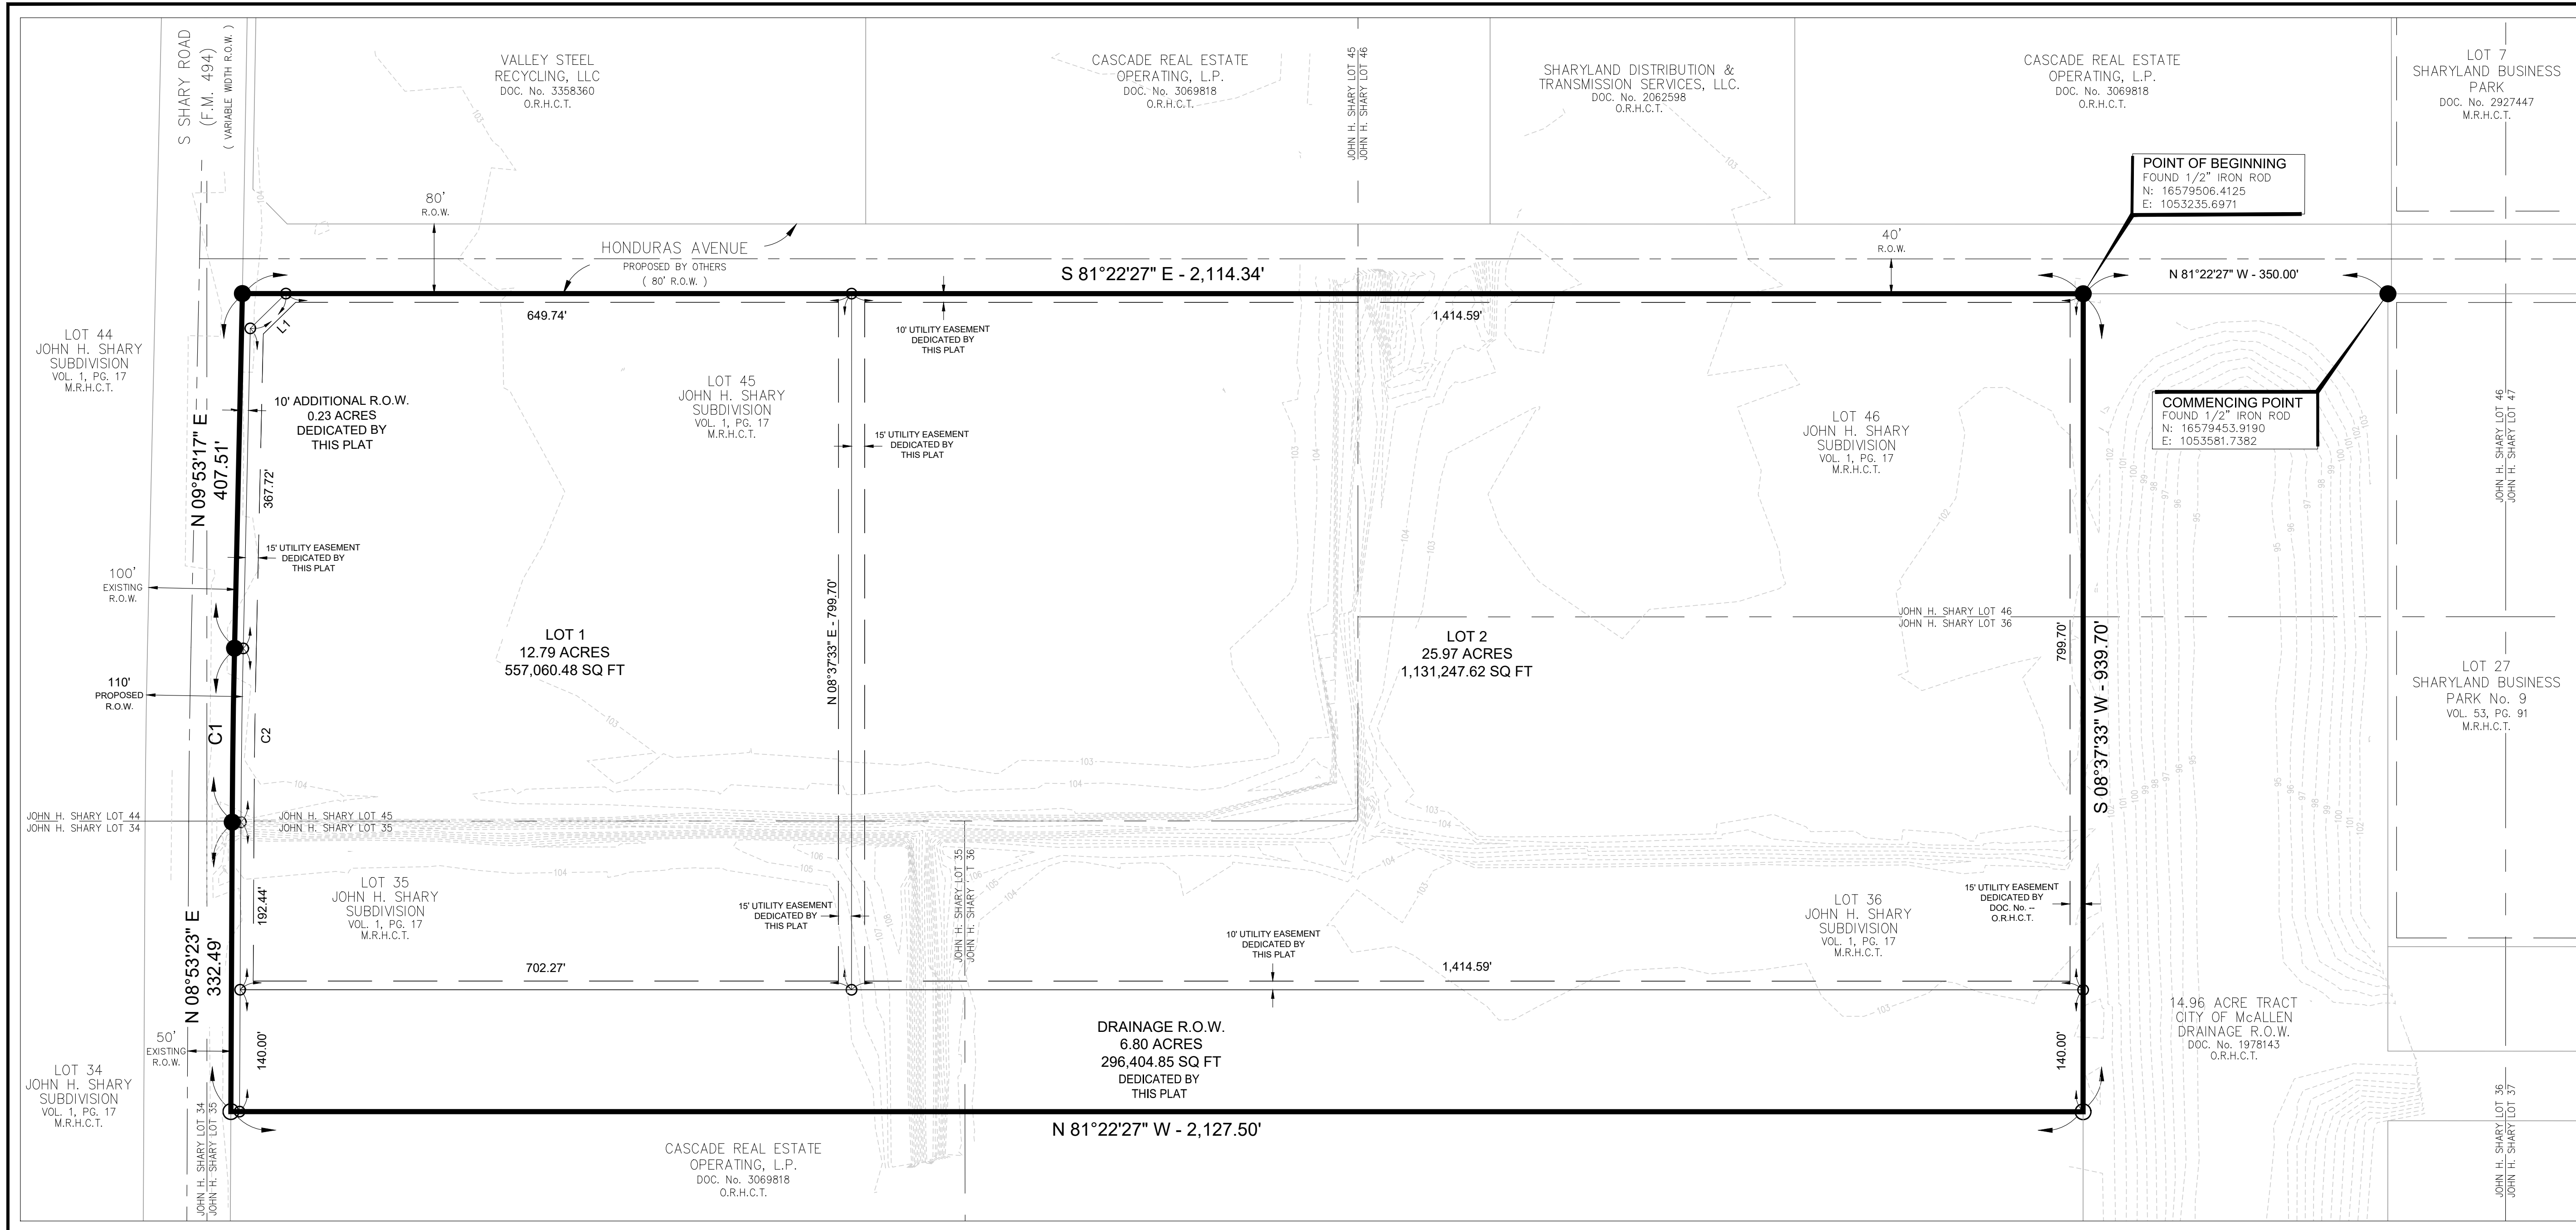 S SHARY ROAD
(F.M. 494)
( VARIABLE WIDTH R.O.W. )
VALLEY STEEL
RECYCLING, LLC
DOC. No. 3358360
O.R.H.C.T.
CASCADE REAL ESTATE
OPERATING, L.P.
DOC. No. 3069818
O.R.H.C.T.
JOHN H. SHARY LOT 45
JOHN H. SHARY LOT 46
SHARYLAND DISTRIBUTION &
TRANSMISSION SERVICES, LLC.
DOC. No. 2062598
O.R.H.C.T.
CASCADE REAL ESTATE
OPERATING, L.P.
DOC. No. 3069818
O.R.H.C.T.
LOT 7
SHARYLAND BUSINESS
PARK
DOC. No. 2927447
M.R.H.C.T.
103
103
104
POINT OF BEGINNING
FOUND 1/2" IRON ROD
N: 16579506.4125
E: 1053235.6971
80'
R.O.W.
HONDURAS AVENUE
PROPOSED BY OTHERS
( 80' R.O.W. )
S 81°22'27" E - 2,114.34'
40'
R.O.W.
N 81°22'27" W - 350.00'
L1
649.74'
10' UTILITY EASEMENT
DEDICATED BY
THIS PLAT
1,414.59'
LOT 44
JOHN H. SHARY
SUBDIVISION
VOL. 1, PG. 17
M.R.H.C.T.
10' ADDITIONAL R.O.W.
0.23 ACRES
DEDICATED BY
THIS PLAT
LOT 45
JOHN H. SHARY
SUBDIVISION
VOL. 1, PG. 17
M.R.H.C.T.
15' UTILITY EASEMENT
DEDICATED BY
THIS PLAT
LOT 46
JOHN H. SHARY
SUBDIVISION
VOL. 1, PG. 17
M.R.H.C.T.
COMMENCING POINT
FOUND 1/2" IRON ROD
N: 16579453.9190
E: 1053581.7382
JOHN H. SHARY LOT 46
JOHN H. SHARY LOT 47
N 09°53'17" E
407.51'
367.72'
15' UTILITY EASEMENT
DEDICATED BY
THIS PLAT
100'
EXISTING
R.O.W.
N 08°37'33" E - 799.70'
JOHN H. SHARY LOT 46
JOHN H. SHARY LOT 36
LOT 1
12.79 ACRES
557,060.48 SQ FT
LOT 2
25.97 ACRES
1,131,247.62 SQ FT
799.70'
S 08°37'33" W - 939.70'
110'
PROPOSED
R.O.W.
C1
C2
LOT 27
SHARYLAND BUSINESS
PARK No. 9
VOL. 53, PG. 91
M.R.H.C.T.
JOHN H. SHARY LOT 44
JOHN H. SHARY LOT 34
JOHN H. SHARY LOT 45
JOHN H. SHARY LOT 35
JOHN H. SHARY LOT 35
JOHN H. SHARY
36
LOT 35
JOHN H. SHARY
SUBDIVISION
VOL. 1, PG. 17
M.R.H.C.T.
N 08°53'23" E
332.49'
192.44'
15' UTILITY EASEMENT
DEDICATED BY
THIS PLAT
702.27'
10' UTILITY EASEMENT
DEDICATED BY
THIS PLAT
1,414.59'
LOT 36
JOHN H. SHARY
SUBDIVISION
VOL. 1, PG. 17
M.R.H.C.T.
15' UTILITY EASEMENT
DEDICATED BY
DOC. No. --
O.R.H.C.T.
50'
EXISTING
R.O.W.
140.00'
DRAINAGE R.O.W.
6.80 ACRES
296,404.85 SQ FT
DEDICATED BY
THIS PLAT
140.00'
14.96 ACRE TRACT
CITY OF McALLEN
DRAINAGE R.O.W.
DOC. No. 1978143
O.R.H.C.T.
LOT 34
JOHN H. SHARY
SUBDIVISION
VOL. 1, PG. 17
M.R.H.C.T.
JOHN H. SHARY LOT 34
JOHN H. SHARY LOT 35
N 81°22'27" W - 2,127.50'
CASCADE REAL ESTATE
OPERATING, L.P.
DOC. No. 3069818
O.R.H.C.T.
JOHN H. SHARY LOT 36
JOHN H. SHARY LOT 37